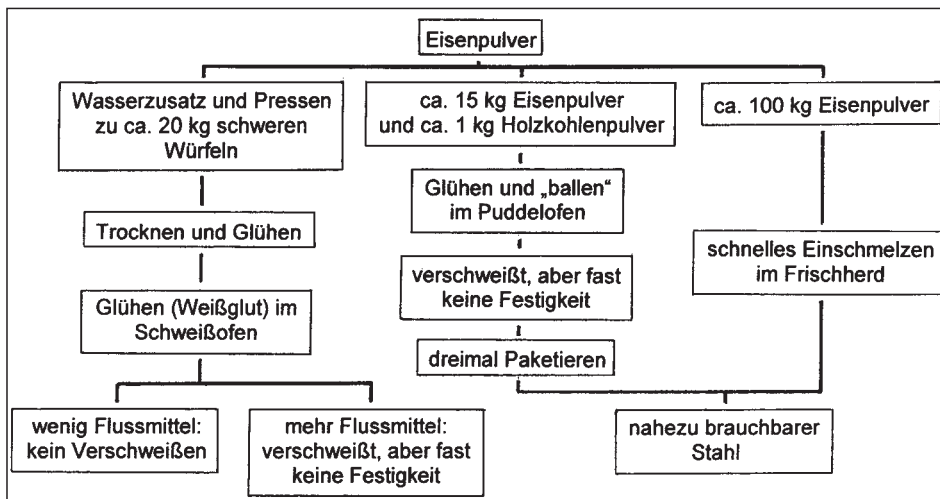 Eisenpulver
Wasserzusatz und Pressen
zu ca. 20 kg schweren
Würfeln
ca. 15 kg Eisenpulver
und ca. 1 kg Holzkohlenpulver
ca. 100 kg Eisenpulver
Glühen und „ballen“
im Puddelofen
Trocknen und Glühen
schnelles Einschmelzen
im Frischherd
verschweißt, aber fast
keine Festigkeit
Glühen (Weißglut) im
Schweißofen
dreimal Paketieren
wenig Flussmittel:
kein Verschweißen
mehr Flussmittel:
verschweißt, aber fast
keine Festigkeit
nahezu brauchbarer
Stahl